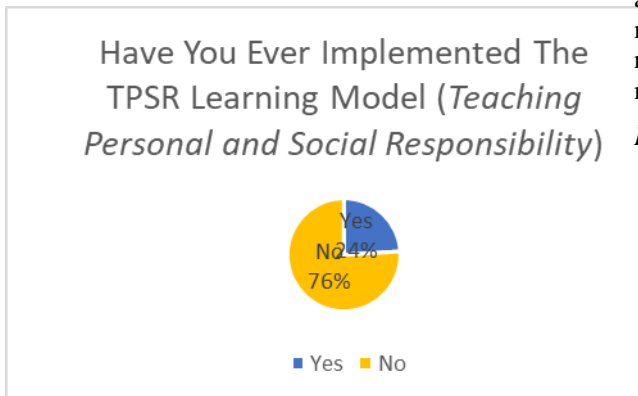 Have You Ever Implemented The
TPSR Learning Model (Teaching
Personal and Social Responsibility)
Yes
24%
No
76%
Yes No